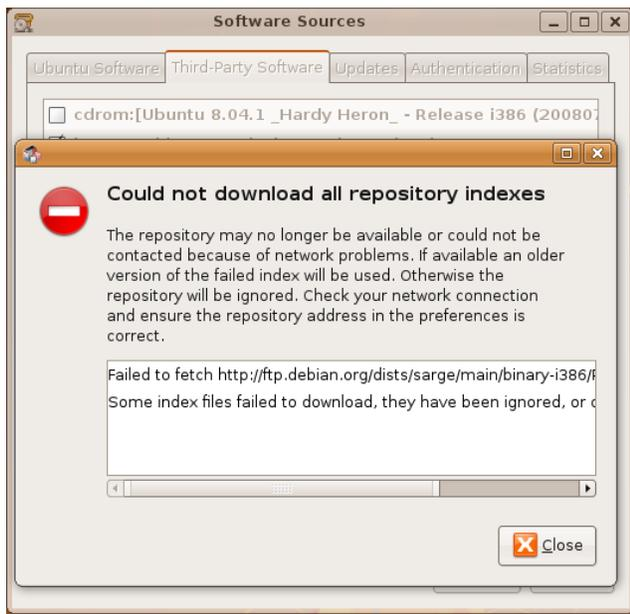 Software Sources
Ubuntu Software Third-Party Software Updates Authentication Statistics
cdrom:[Ubuntu 8.04.1 _Hardy Heron_ - Release i386 (200807
Could not download all repository indexes
The repository may no longer be available or could not be
contacted because of network problems. If available an older
version of the failed index will be used. Otherwise the
repository will be ignored. Check your network connection
and ensure the repository address in the preferences is
correct.
Failed to fetch http://ftp.debian.org/dists/sarge/main/binary-i386/
Some index files failed to download, they have been ignored, or
Close